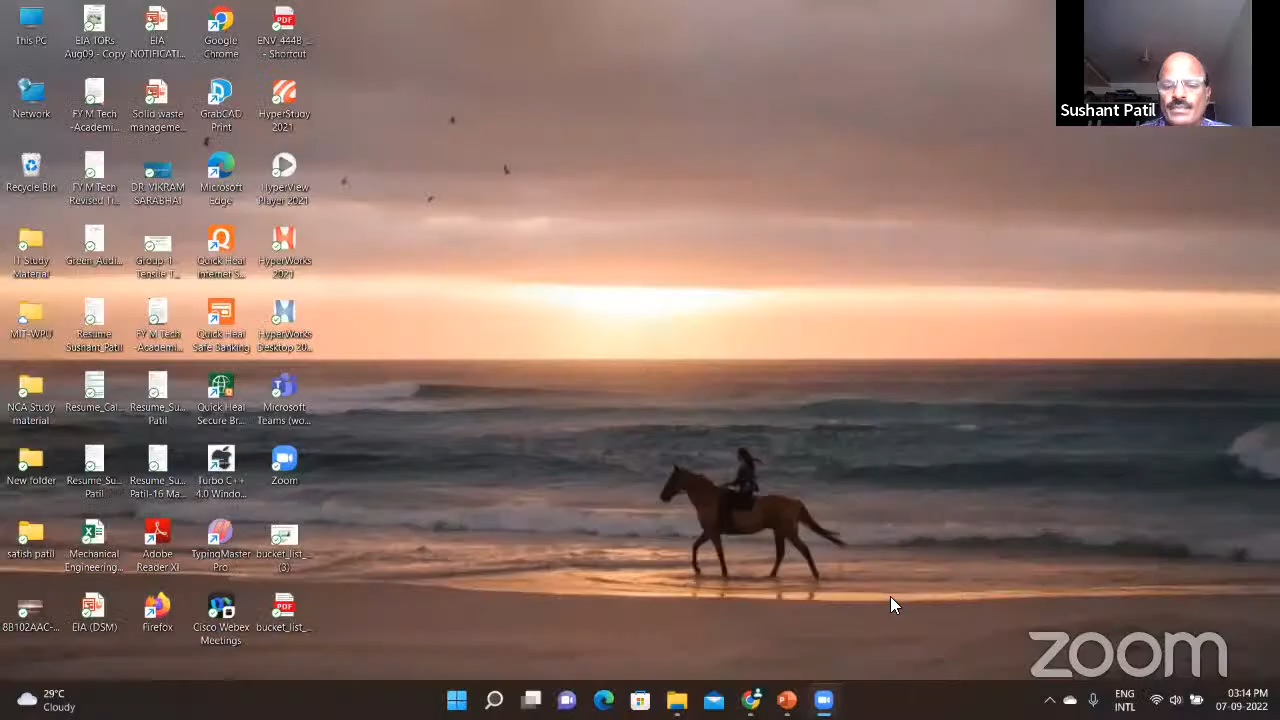 This PC
EIA TORs
Aug09 - Copy
EIA
NOTIFICATI...
Google
Chrome
ENV_444B_...
- Shortcut
Sushant Patil
Network
FY M Tech
-Academi...
Solid waste
manageme...
GrabCAD
Print
HyperStudy
2021
Recycle Bin
FY M Tech
Revised Ti...
DR. VIKRAM
SARABHAI
Microsoft
Edge
HyperView
Player 2021
IT Study
Material
Green_Audi...
Group-1-
Tensile T...
Quick Heal
Internet S...
HyperWorks
2021
MIT-WPU
Resume
Sushant_Patil
FY M Tech
-Academi...
Quick Heal
Safe Banking
HyperWorks
Desktop 20...
NCA Study
material
Resume_Cal...
Resume_Su...
Patil
Quick Heal
Secure Br...
Microsoft
Teams (wo...
New folder
Resume_Su...
Patil
Resume_Su...
Patil-16 Ma...
Turbo C++
4.0 Windo...
Zoom
satish patil
Mechanical
Engineering...
Adobe
Reader XI
TypingMaster
Pro
bucket_list_...
(3)
8B102AAC-...
EIA (DSM)
Firefox
Cisco Webex
Meetings
bucket_list_...
zoom
29°C
Cloudy
ENG
INTL
03:14 PM
07-09-2022